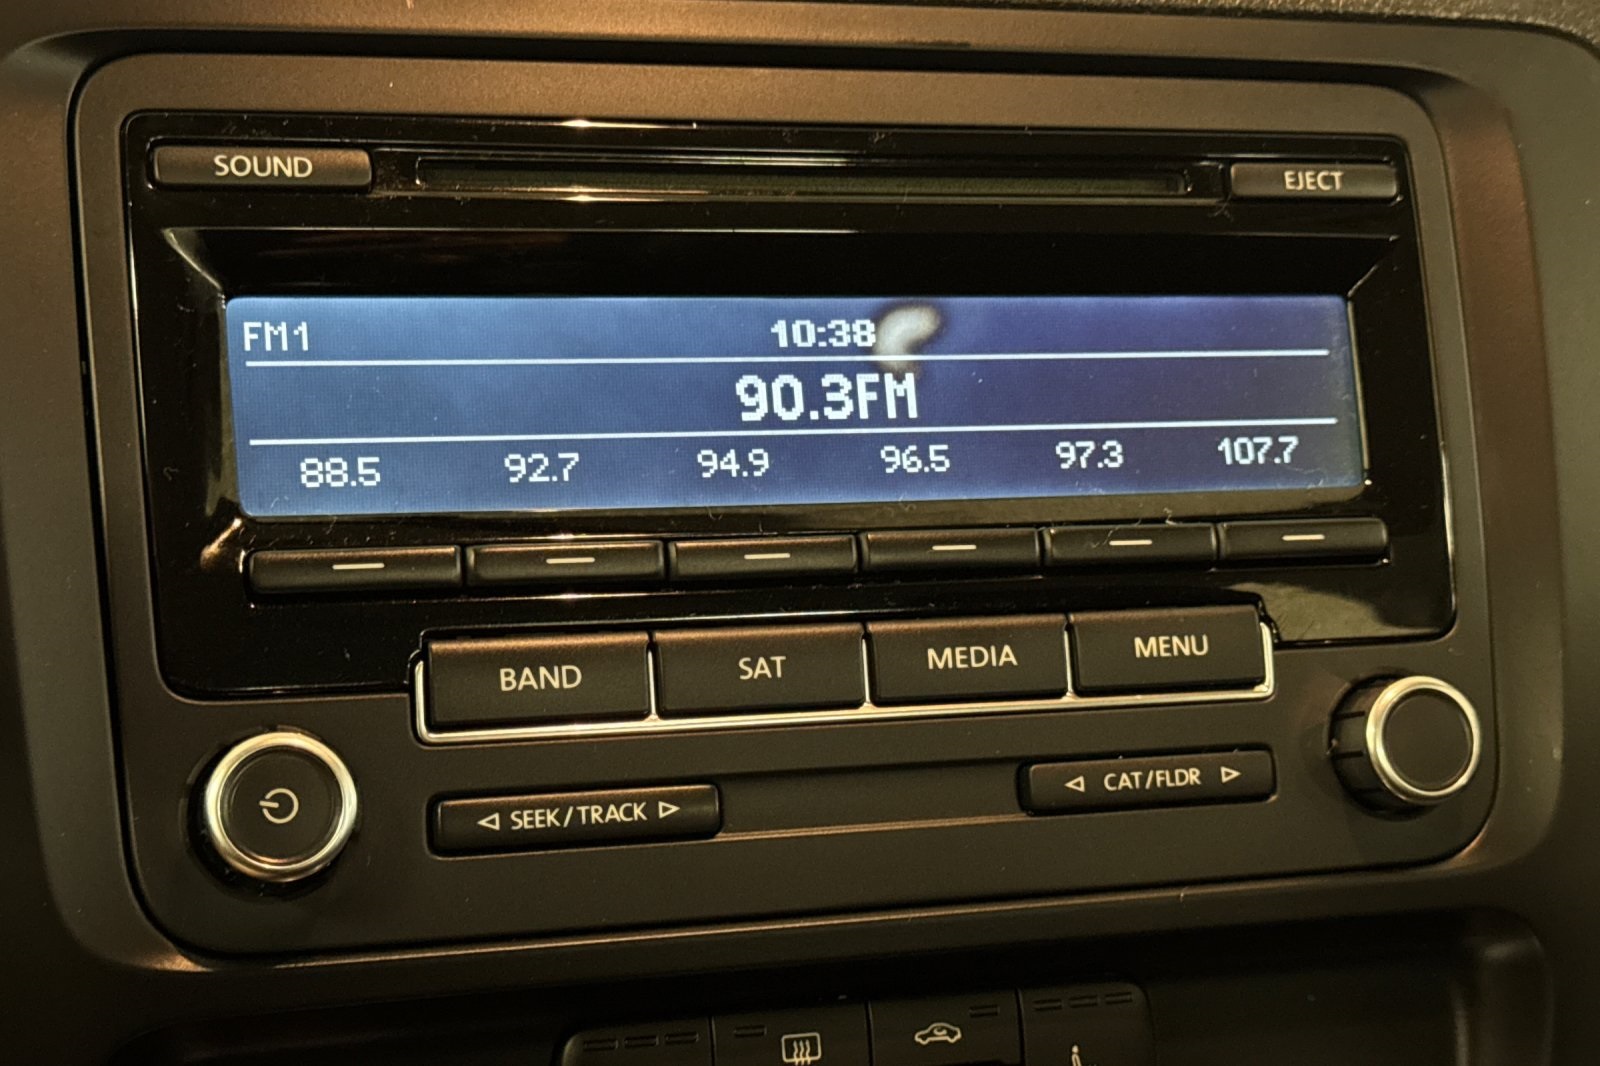 SOUND EJECT
FM1 10:38
90.3FM
88.5 92.7 94.9 96.5 97.3 107.7
BAND SAT MEDIA MENU
SEEK/TRACK CAT/FLDR